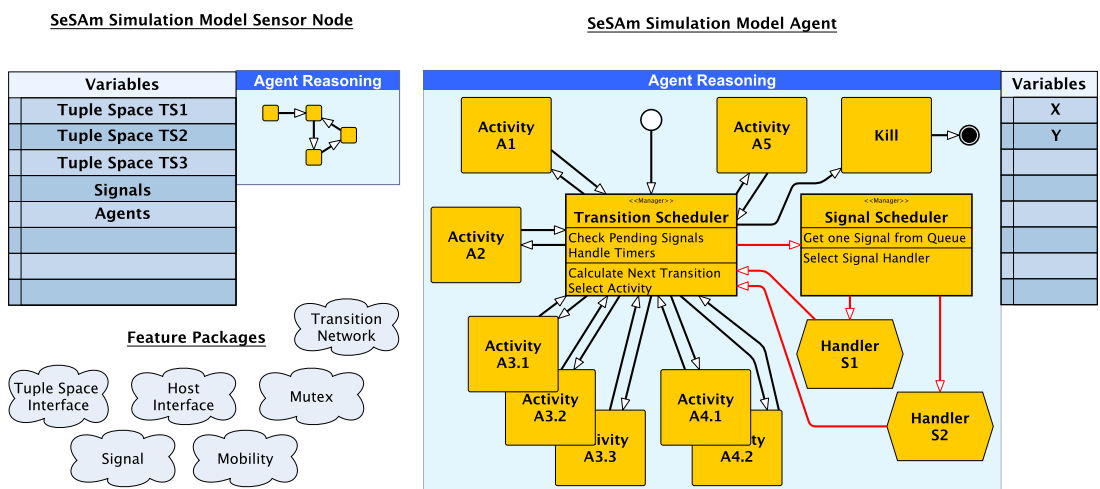 SeSAm Simulation Model Sensor Node
Variables
Tuple Space TS1
Tuple Space TS2
Tuple Space TS3
Signals
Agents
Agent Reasoning
Feature Packages
Transition
Network
Tuple Space
Interface
Host
Interface
Mutex
Signal
Mobility
SeSAm Simulation Model Agent
Agent Reasoning
Variables
X
Y
Activity
A1
Activity
A5
Kill
Activity
A2
<<Manager>>
Transition Scheduler
Check Pending Signals
Handle Timers
Calculate Next Transition
Select Activity
<<Manager>>
Signal Scheduler
Get one Signal from Queue
Select Signal Handler
Activity
A3.1
Activity
A3.2
ivity
A3.3
Activity
A4.1
ity
A4.2
Handler
S1
Handler
S2